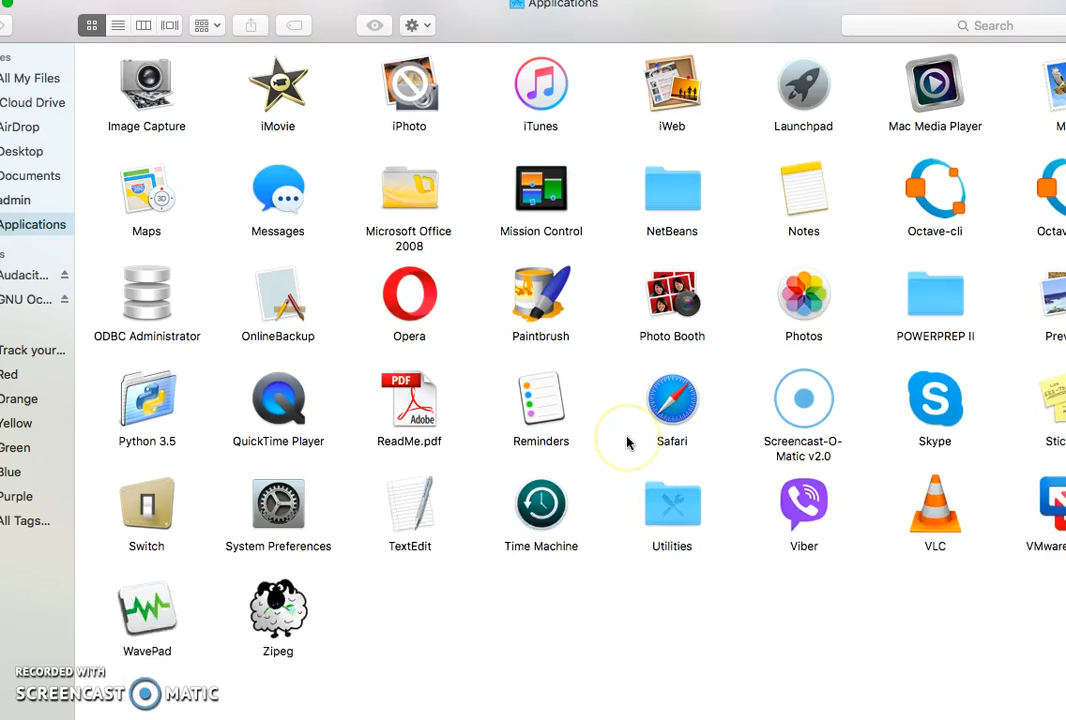 Applications
Search
es
All My Files
Cloud Drive
AirDrop
Desktop
Documents
admin
Applications
s
Audacit...
GNU Oc...
Track your...
Red
Orange
Yellow
Green
Blue
Purple
All Tags...
Image Capture
iMovie
iPhoto
iTunes
iWeb
Launchpad
Mac Media Player
M
Maps
Messages
Microsoft Office
2008
Mission Control
NetBeans
Notes
Octave-cli
Octav
3D
ODBC Administrator
OnlineBackup
Opera
Paintbrush
Photo Booth
Photos
POWERPREP II
Prev
PDF
Adobe
Python 3.5
QuickTime Player
ReadMe.pdf
Reminders
Safari
Screencast-O-
Matic v2.0
Skype
Stic
Switch
System Preferences
TextEdit
Time Machine
Utilities
Viber
VLC
VMware
WavePad
Zipeg
RECORDED WITH
SCREENCAST MATIC